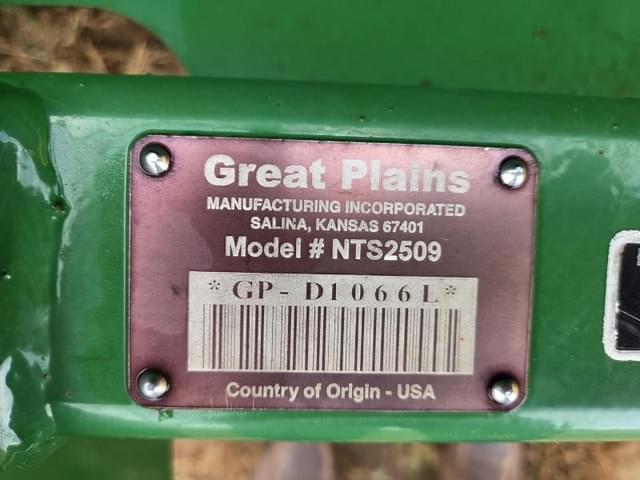 Great Plains
MANUFACTURING INCORPORATED
SALINA, KANSAS 67401
Model # NTS2509
*GP- D1066L*
Country of Origin - USA